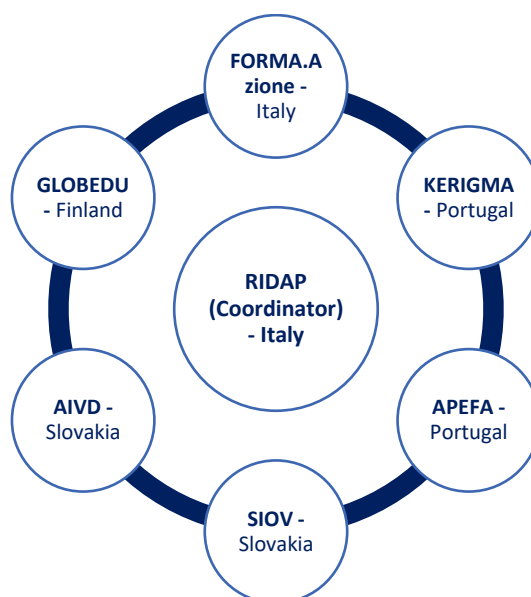 FORMA.A
zione -
Italy
GLOBEDU
- Finland
KERIGMA
- Portugal
RIDAP
(Coordinator)
- Italy
AIVD -
Slovakia
APEFA -
Portugal
SIOV -
Slovakia